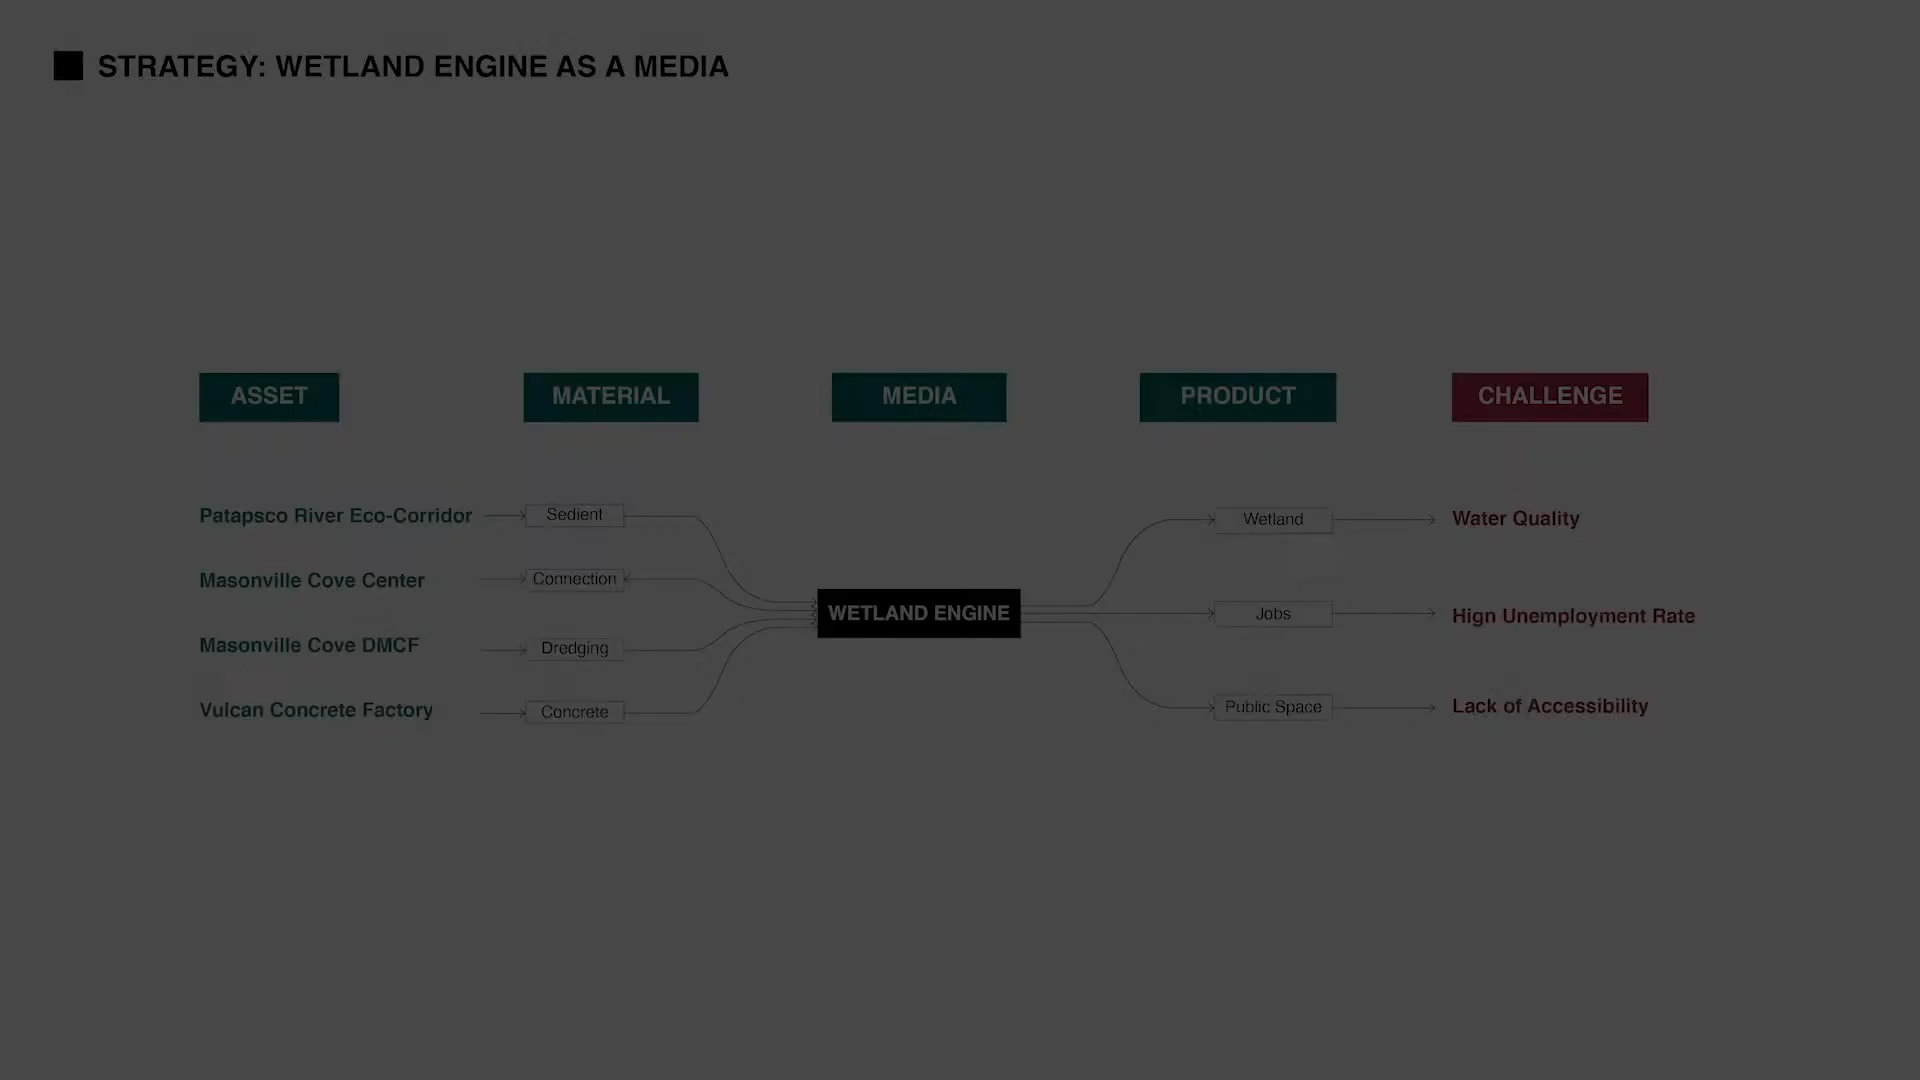 STRATEGY: WETLAND ENGINE AS A MEDIA
ASSET
MATERIAL
MEDIA
PRODUCT
CHALLENGE
Patapsco River Eco-Corridor
Sedient
Wetland
Water Quality
Masonville Cove Center
Connection
WETLAND ENGINE
Jobs
Hign Unemployment Rate
Masonville Cove DMCF
Dredging
Vulcan Concrete Factory
Concrete
Public Space
Lack of Accessibility